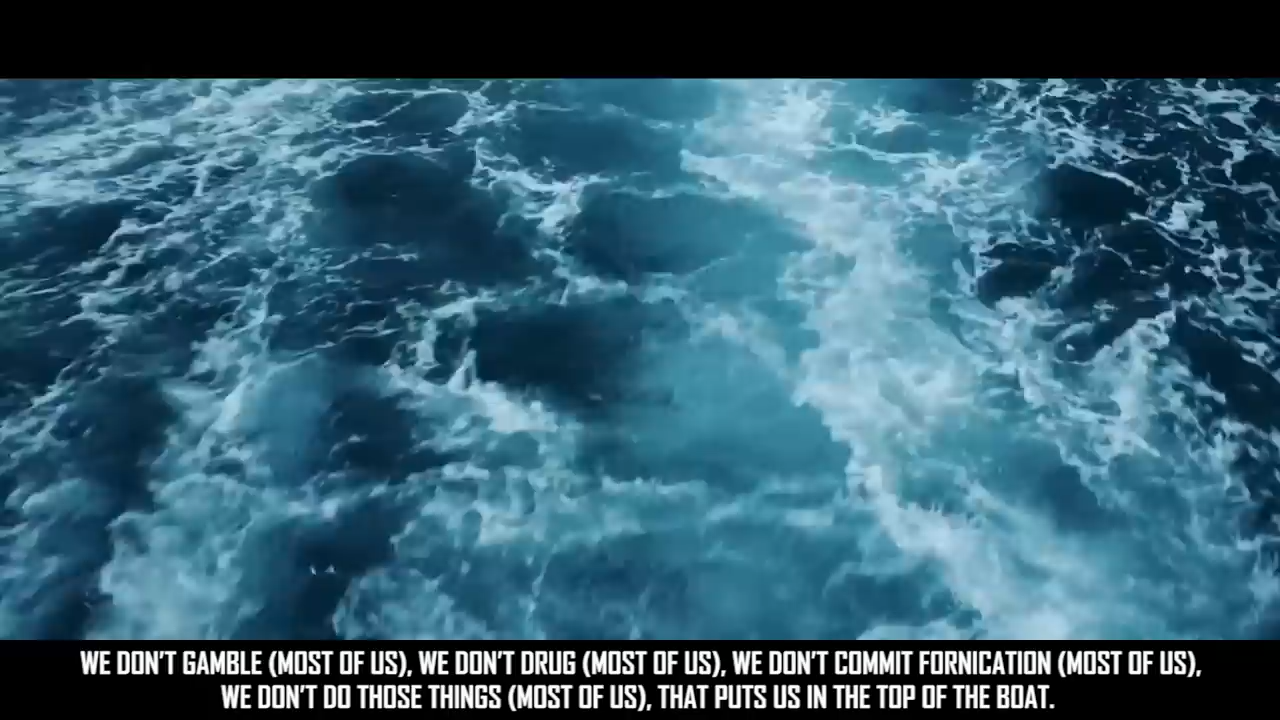 WE DON'T GAMBLE (MOST OF US), WE DON'T DRUG (MOST OF US), WE DON'T COMMIT FORNICATION (MOST OF US),
WE DON'T DO THOSE THINGS (MOST OF US), THAT PUTS US IN THE TOP OF THE BOAT.